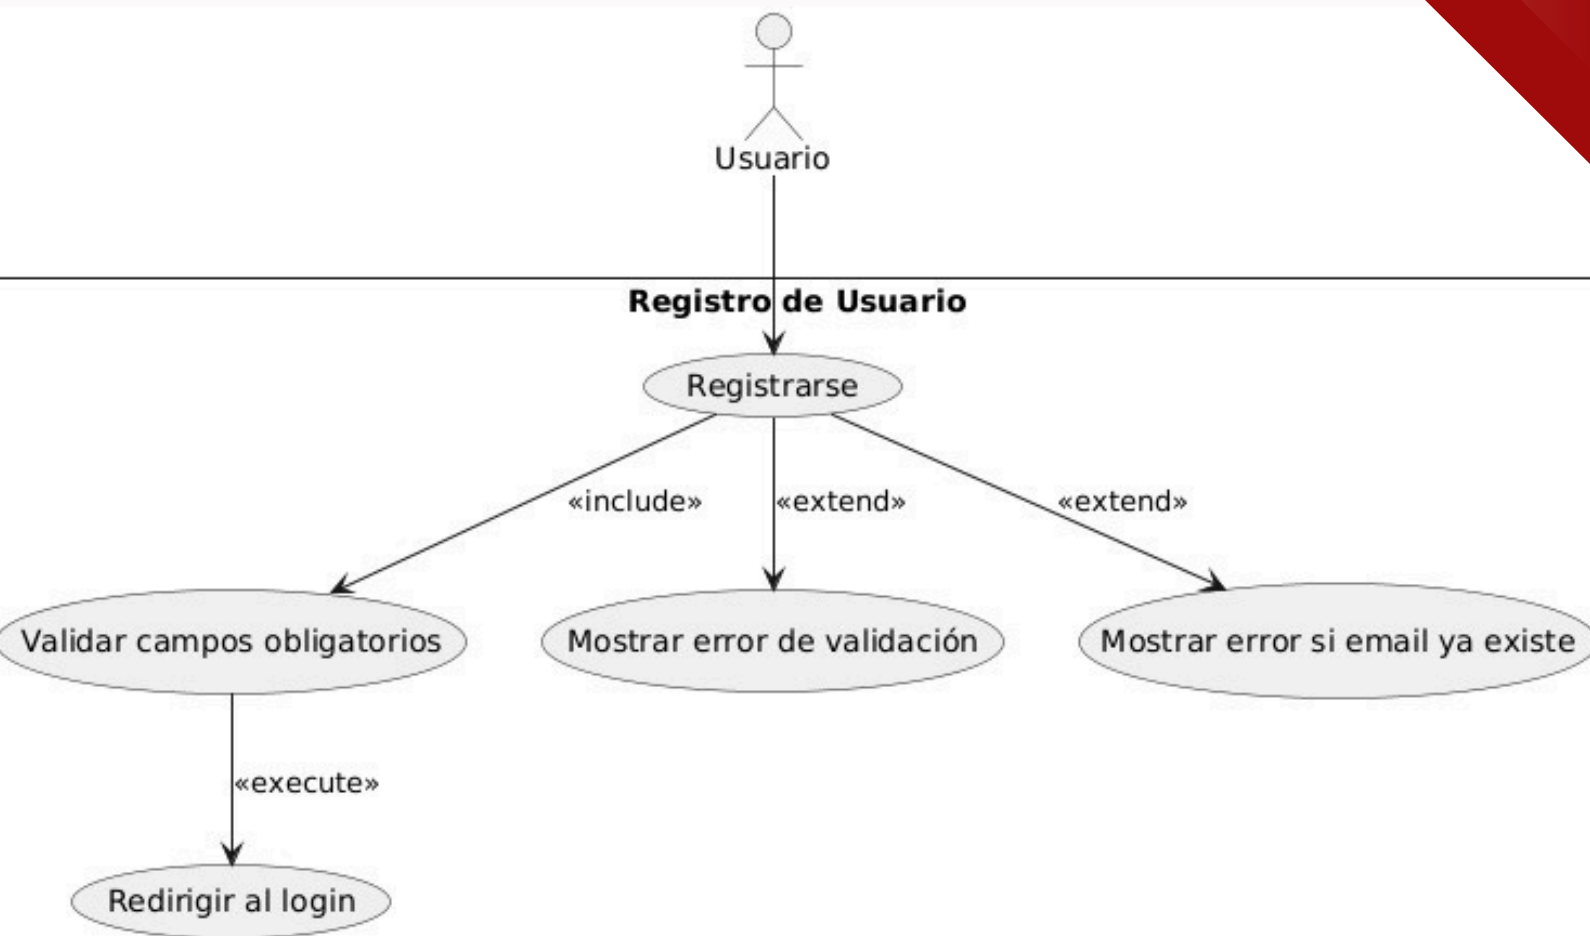 Usuario
Registro de Usuario
Registrarse
«include»
«extend»
«extend»
Validar campos obligatorios
Mostrar error de validación
Mostrar error si email ya existe
«execute»
Redirigir al login